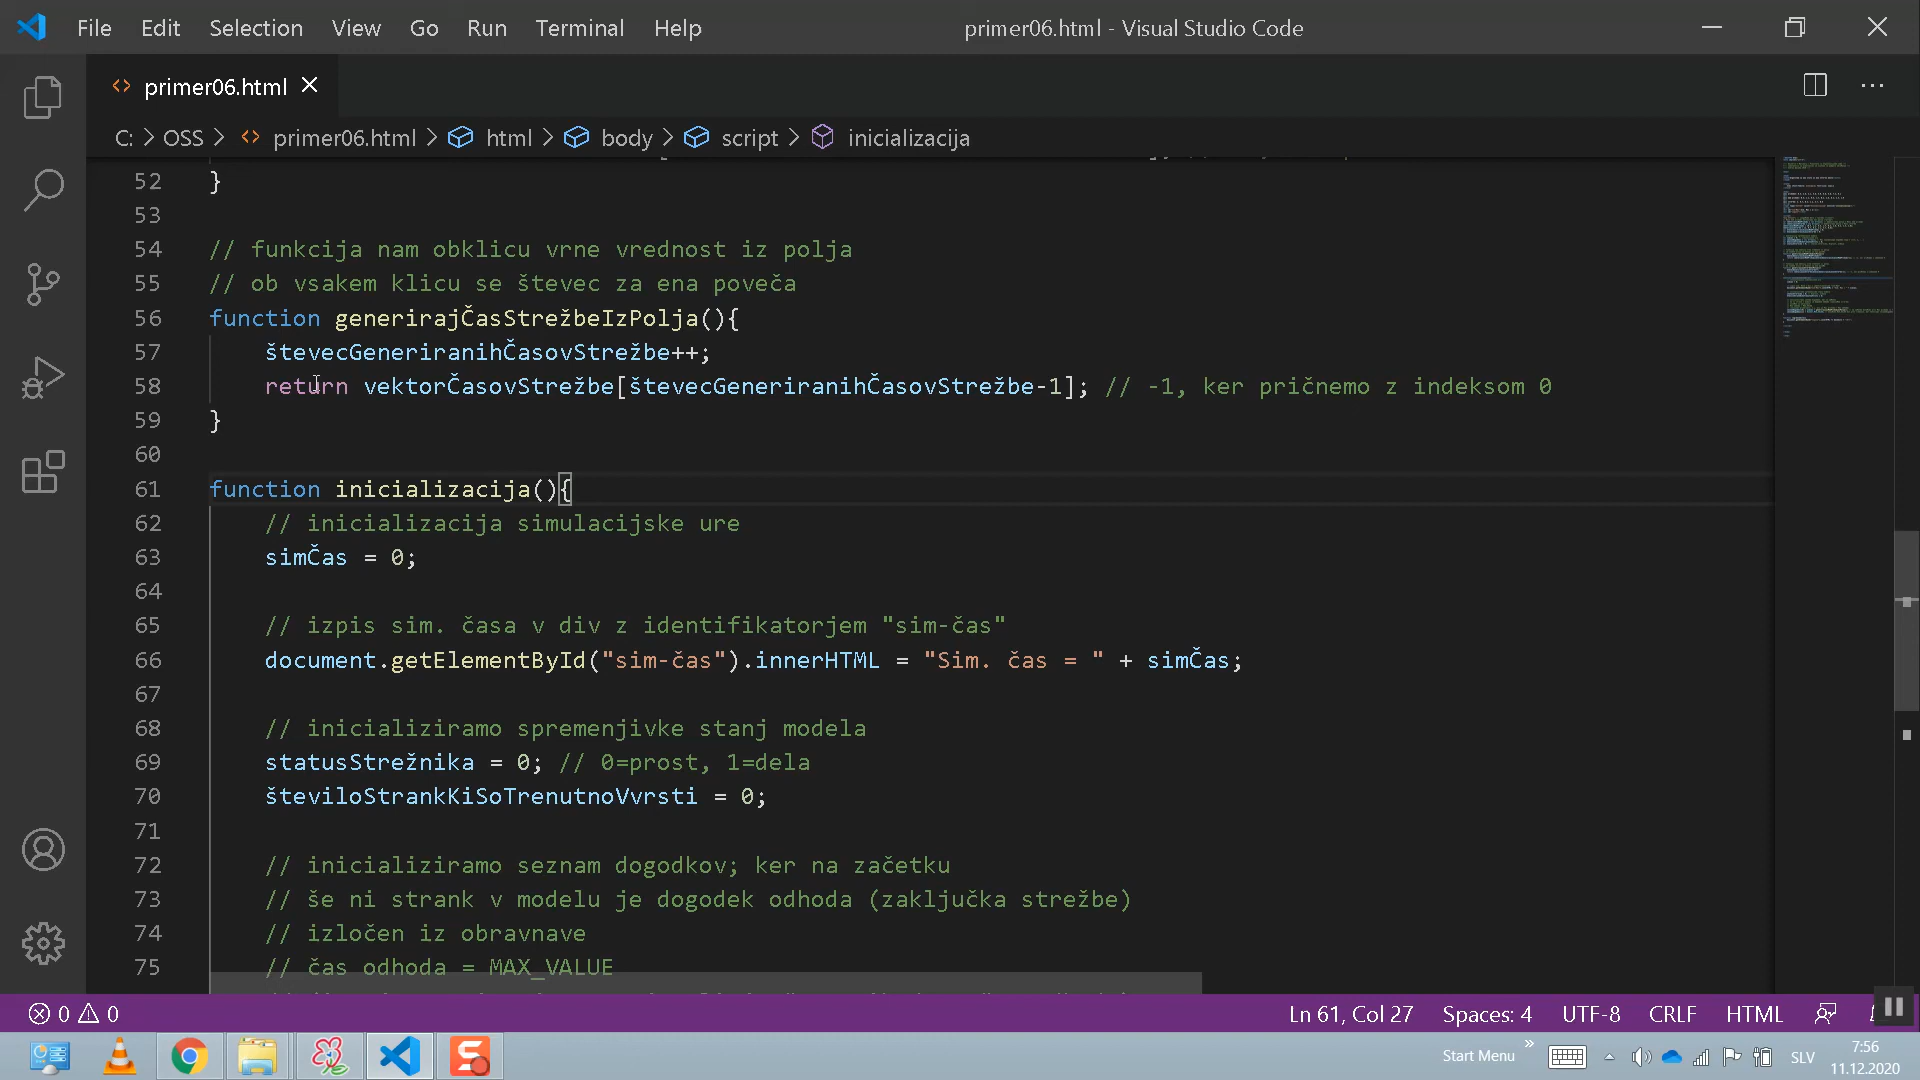 File Edit Selection View Go Run Terminal Help primer06.html - Visual Studio Code
primer06.html
C: > OSS > primer06.html > html > body > script > inicializacija
52 }
53
54 // funkcija nam obklicu vrne vrednost iz polja
55 // ob vsakem klicu se števec za ena poveča
56 function generirajČasStrežbeIzPolja(){
57 števecGeneriranihČasovStrežbe++;
58 return vektorČasovStrežbe[števecGeneriranihČasovStrežbe-1]; // -1, ker pričnemo z indeksom 0
59 }
60
61 function inicializacija(){
62 // inicializacija simulacijske ure
63 simČas = 0;
64
65 // izpis sim. časa v div z identifikatorjem "sim-čas"
66 document.getElementById("sim-čas").innerHTML = "Sim. čas = " + simČas;
67
68 // inicializiramo spremenjivke stanj modela
69 statusStrežnika = 0; // 0=prost, 1=dela
70 številoStrankKiSoTrenutnoVvrsti = 0;
71
72 // inicializiramo seznam dogodkov; ker na začetku
73 // še ni strank v modelu je dogodek odhoda (zaključka strežbe)
74 // izločen iz obravnave
75 // čas odhoda = MAX_VALUE
0 0 Ln 61, Col 27 Spaces: 4 UTF-8 CRLF HTML
Start Menu SLV 7:56
11.12.2020